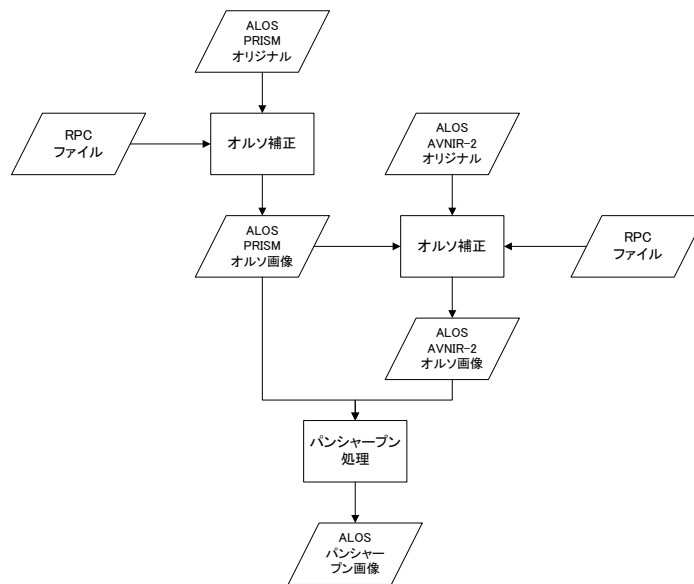 ALOS
PRISM
オリジナル
RPC
ファイル
オルソ補正
ALOS
AVNIR-2
オリジナル
ALOS
PRISM
オルソ画像
オルソ補正
RPC
ファイル
ALOS
AVNIR-2
オルソ画像
パンシャープン
処理
ALOS
パンシャー
プン画像